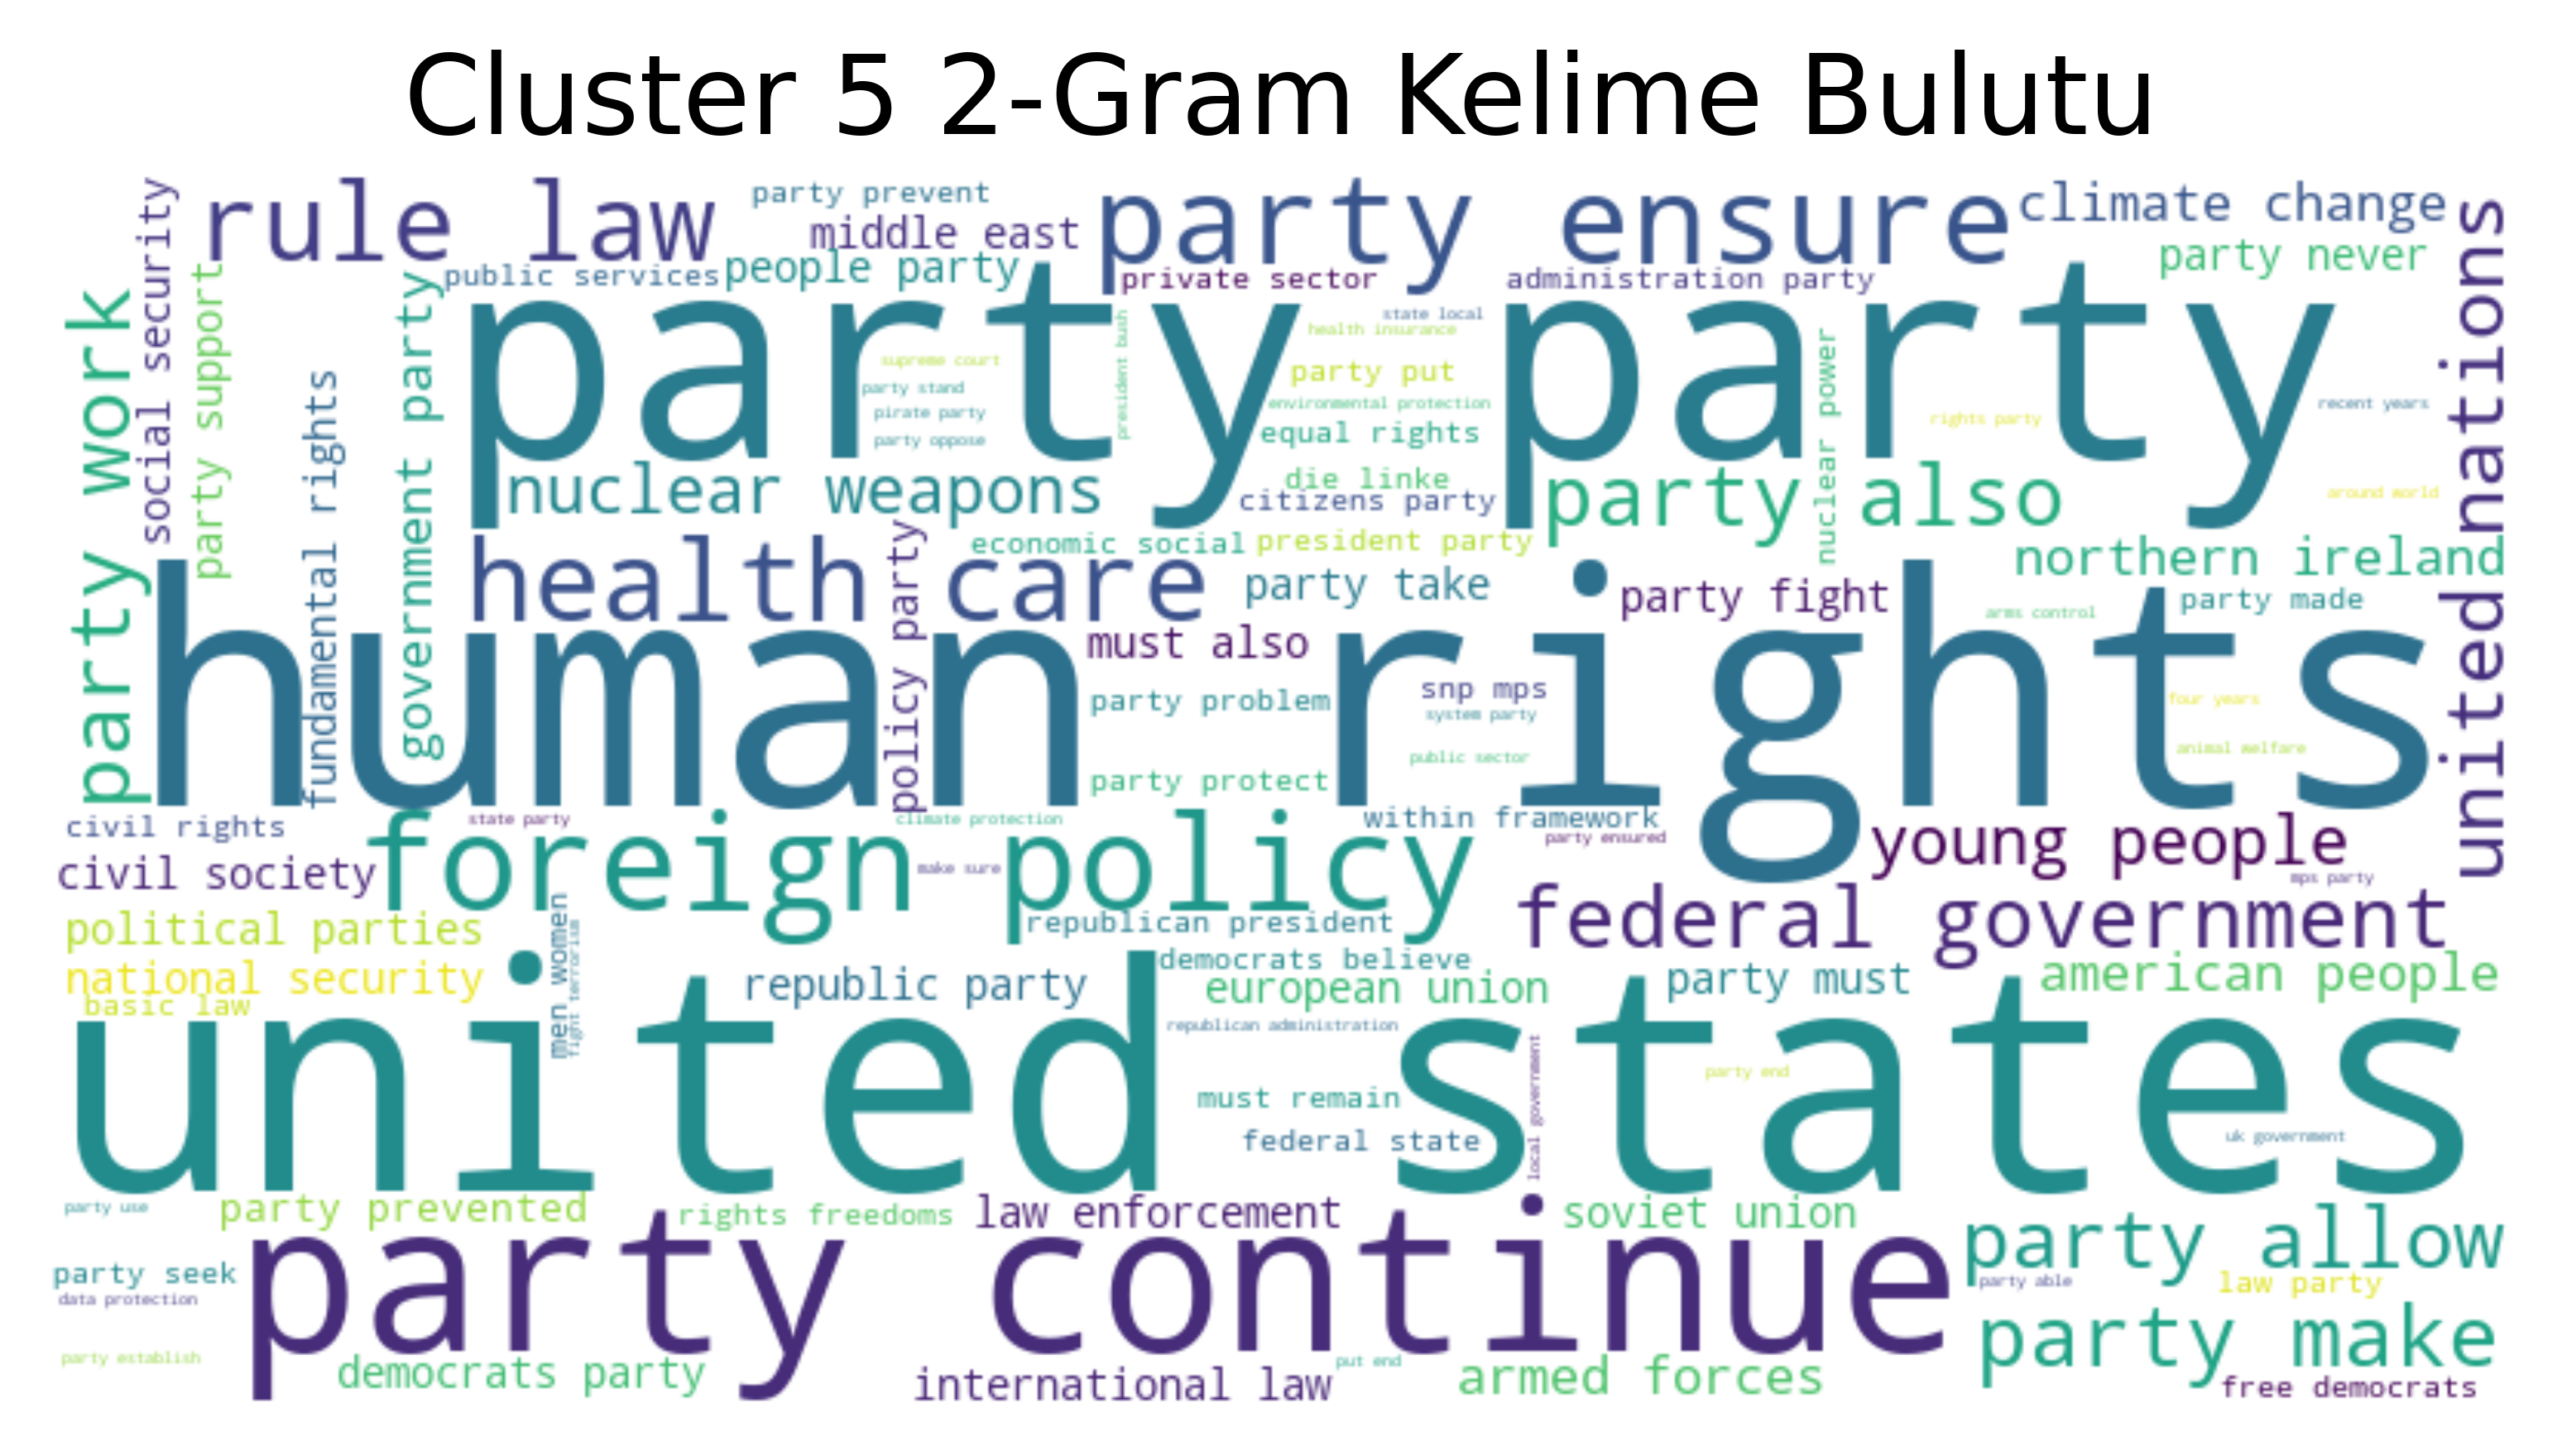 Cluster 5 2-Gram Kelime Bulutu
rule law
party prevent
middle east
party ensure
climate change
social security
public services
people party
private sector
administration party
party never
united nations
party work
party support
government party
fundamental rights
party party
president bush
state local
health insurance
supreme court
party stand
pirate party
party oppose
party put
environmental protection
equal rights
die linke
citizens party
nuclear power
rights party
recent years
around world
nuclear weapons
party also
economic social
president party
northern ireland
health care
policy party
party take
party fight
arms control
party made
human rights
must also
party problem
party protect
snp mps
system party
public sector
four years
animal welfare
civil rights
state party
climate protection
within framework
party ensured
civil society
foreign policy
make sure
young people
mps party
political parties
men women
fight terrorism
republican president
federal government
national security
basic law
republic party
democrats believe
european union
party must
american people
republican administration
united states
party end
must remain
local government
federal state
uk government
party use
party prevented
rights freedoms
law enforcement
soviet union
party continue
party allow
party seek
data protection
party able
law party
party make
party establish
democrats party
international law
put end
armed forces
free democrats